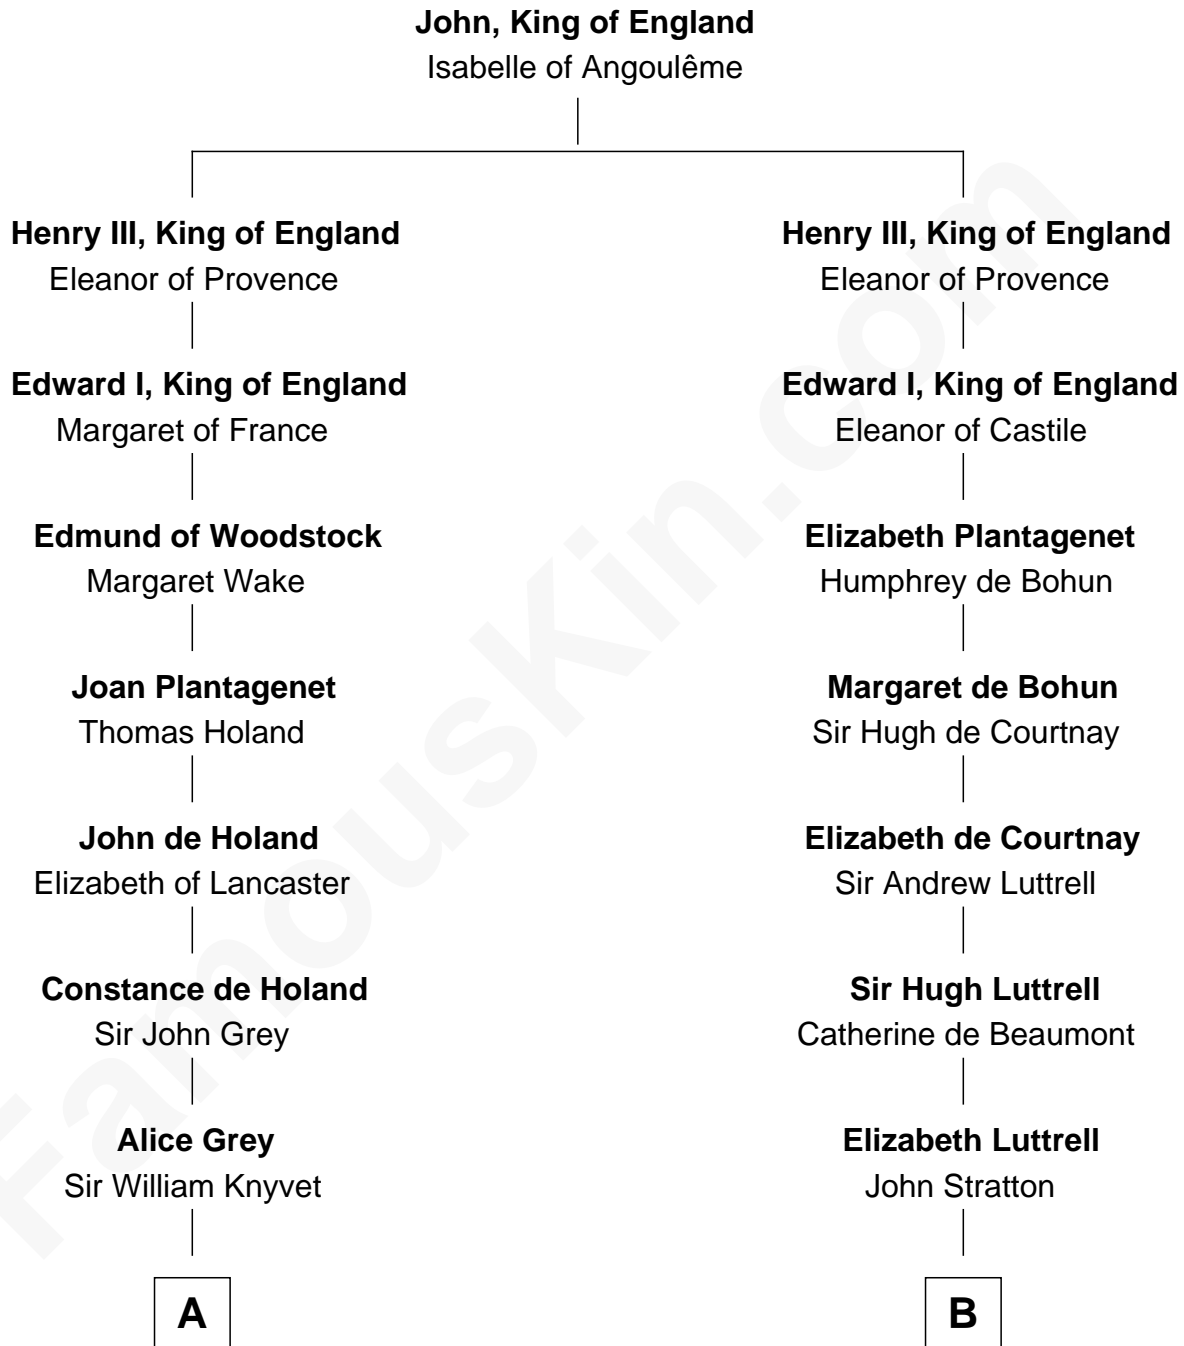 John, King of England
Isabelle of Angoulême
Henry III, King of England
Eleanor of Provence
Edward I, King of England
Margaret of France
Edmund of Woodstock
Margaret Wake
Joan Plantagenet
Thomas Holand
John de Holand
Elizabeth of Lancaster
Constance de Holand
Sir John Grey
Alice Grey
Sir William Knyvet
A
Henry III, King of England
Eleanor of Provence
Edward I, King of England
Eleanor of Castile
Elizabeth Plantagenet
Humphrey de Bohun
Margaret de Bohun
Sir Hugh de Courtnay
Elizabeth de Courtnay
Sir Andrew Luttrell
Sir Hugh Luttrell
Catherine de Beaumont
Elizabeth Luttrell
John Stratton
B
FamousKin.com